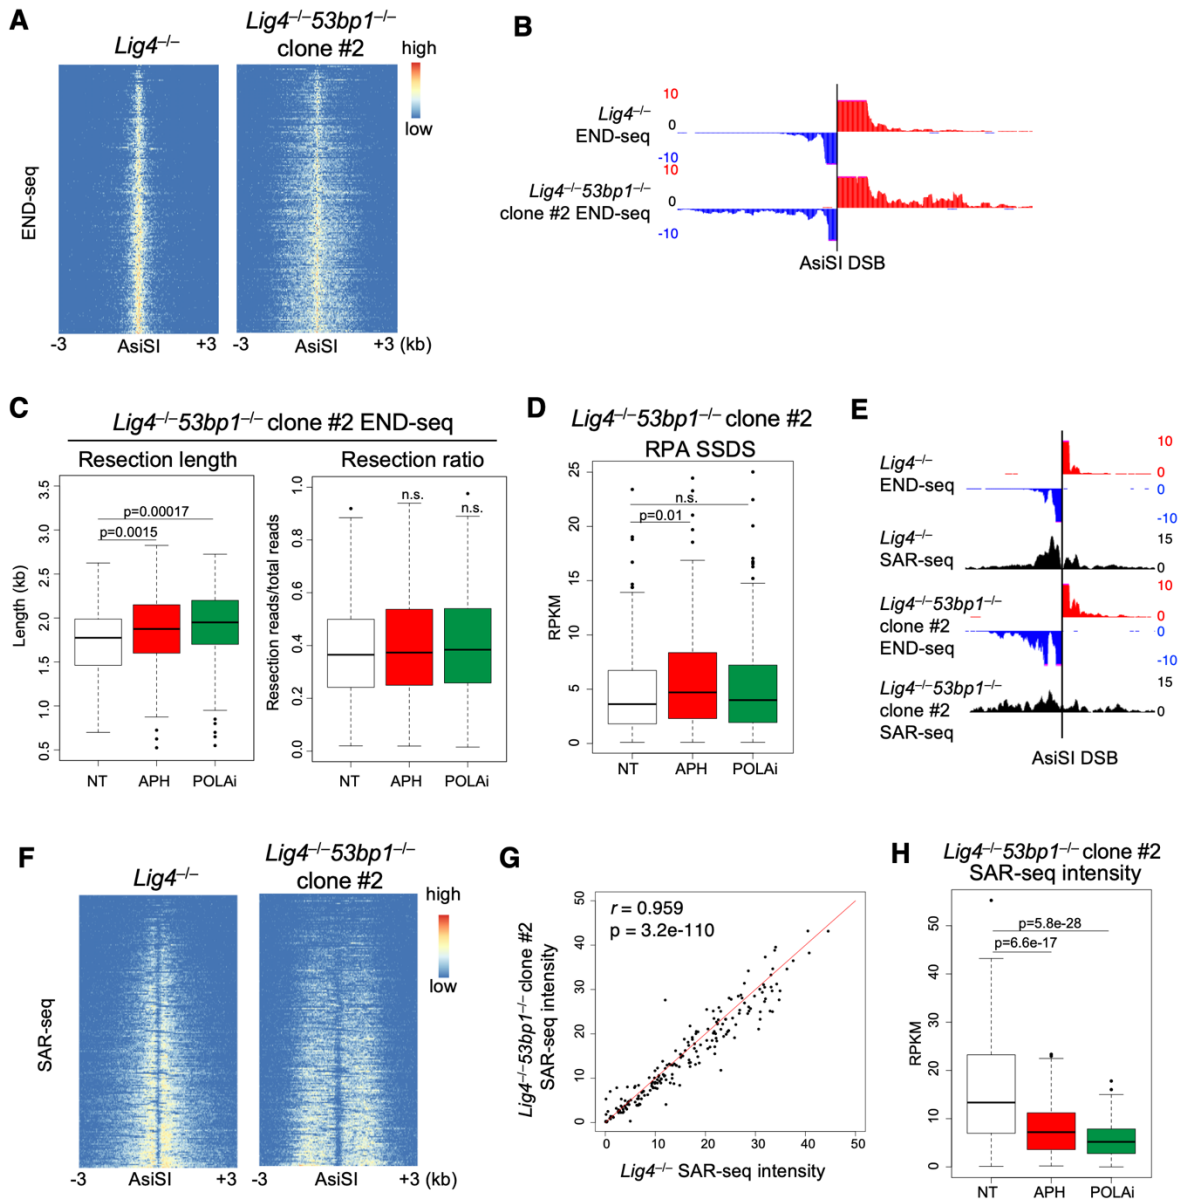 A
Lig4–/–
Lig4–/–53bp1–/–
clone #2
high
low
END-seq
-3
AsiSI
+3
-3
AsiSI
+3 (kb)
B
10
Lig4–/–
0
END-seq
-10
10
Lig4–/–53bp1–/–
0
clone #2 END-seq
-10
AsiSI DSB
C
Lig4–/–53bp1–/– clone #2 END-seq
Resection length
Length (kb)
3.5
3.0
2.5
2.0
1.5
1.0
0.5
p=0.00017
p=0.0015
NT
APH
POLAi
Resection ratio
Resection reads/total reads
1.0
0.8
0.6
0.4
0.2
0.0
n.s.
n.s.
NT
APH
POLAi
D
Lig4–/–53bp1–/– clone #2
RPA SSDS
RPKM
25
20
15
10
5
0
n.s.
p=0.01
NT
APH
POLAi
E
Lig4–/–
END-seq
10
0
0
-10
Lig4–/–
SAR-seq
15
0
Lig4–/–53bp1–/–
clone #2
END-seq
10
0
0
-10
Lig4–/–53bp1–/–
clone #2
SAR-seq
15
0
AsiSI DSB
F
Lig4–/–
Lig4–/–53bp1–/–
clone #2
high
low
SAR-seq
-3
AsiSI
+3
-3
AsiSI
+3 (kb)
G
Lig4–/–53bp1–/– clone #2
SAR-seq intensity
50
40
30
20
10
0
r = 0.959
p = 3.2e-110
0
10
20
30
40
50
Lig4–/– SAR-seq intensity
H
Lig4–/–53bp1–/– clone #2
SAR-seq intensity
RPKM
50
40
30
20
10
0
p=5.8e-28
p=6.6e-17
NT
APH
POLAi